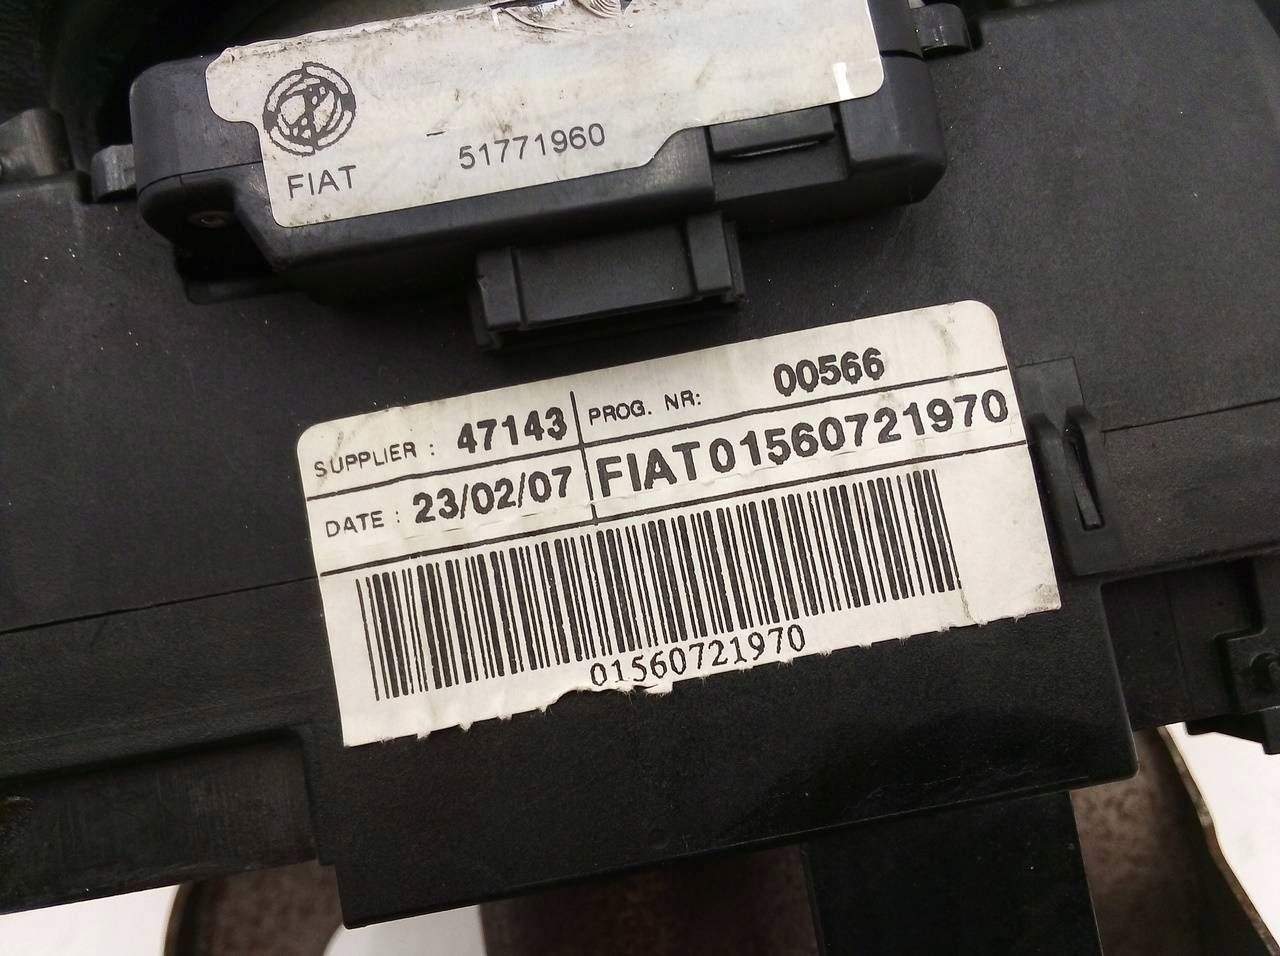 FIAT
51771960
SUPPLIER : 47143
PROG. NR: 00566
DATE : 23/02/07
FIAT01560721970
01560721970